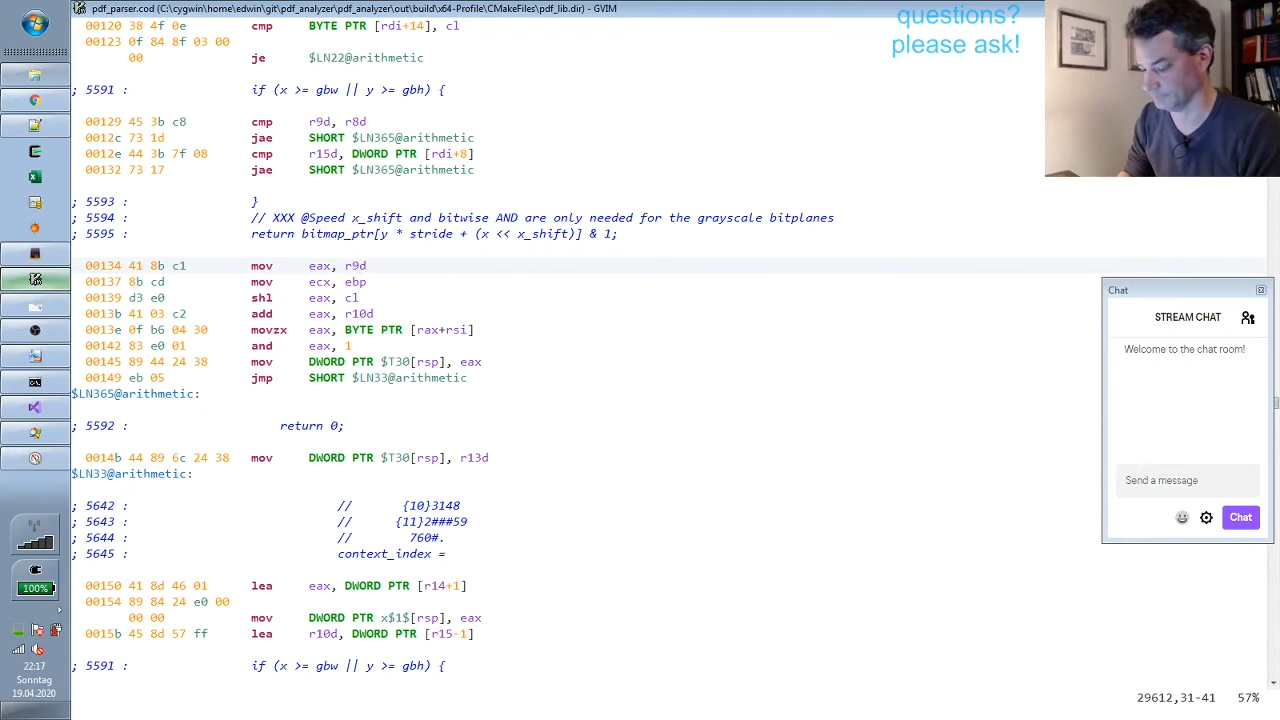 pdf_parser.cod (C:\cygwin\home\edwin\git\pdf_analyzer\pdf_analyzer\out\build\x64-Profile\CMakeFiles\pdf_lib.dir) - GVIM
questions?
please ask!
00120 38 4f 0e cmp BYTE PTR [rdi+14], cl
00123 0f 84 8f 03 00
00 je $LN22@arithmetic
; 5591 : if (x >= gbw || y >= gbh) {
00129 45 3b c8 cmp r9d, r8d
0012c 73 1d jae SHORT $LN365@arithmetic
0012e 44 3b 7f 08 cmp r15d, DWORD PTR [rdi+8]
00132 73 17 jae SHORT $LN365@arithmetic
; 5593 : }
; 5594 : // XXX @Speed x_shift and bitwise AND are only needed for the grayscale bitplanes
; 5595 : return bitmap_ptr[y * stride + (x << x_shift)] & 1;
00134 41 8b c1 mov eax, r9d
00137 8b cd mov ecx, ebp
00139 d3 e0 shl eax, cl
0013b 41 03 c2 add eax, r10d
0013e 0f b6 04 30 movzx eax, BYTE PTR [rax+rsi]
00142 83 e0 01 and eax, 1
00145 89 44 24 38 mov DWORD PTR $T30[rsp], eax
00149 eb 05 jmp SHORT $LN33@arithmetic
$LN365@arithmetic:
; 5592 : return 0;
0014b 44 89 6c 24 38 mov DWORD PTR $T30[rsp], r13d
$LN33@arithmetic:
; 5642 : // {10}3148
; 5643 : // {11}2###59
; 5644 : // 760#.
; 5645 : context_index =
00150 41 8d 46 01 lea eax, DWORD PTR [r14+1]
00154 89 84 24 e0 00
00 00 mov DWORD PTR x$1$[rsp], eax
0015b 45 8d 57 ff lea r10d, DWORD PTR [r15-1]
; 5591 : if (x >= gbw || y >= gbh) {
29612,31-41 57%
Chat
STREAM CHAT
Welcome to the chat room!
Send a message
Chat
100%
22:17
Sonntag
19.04.2020